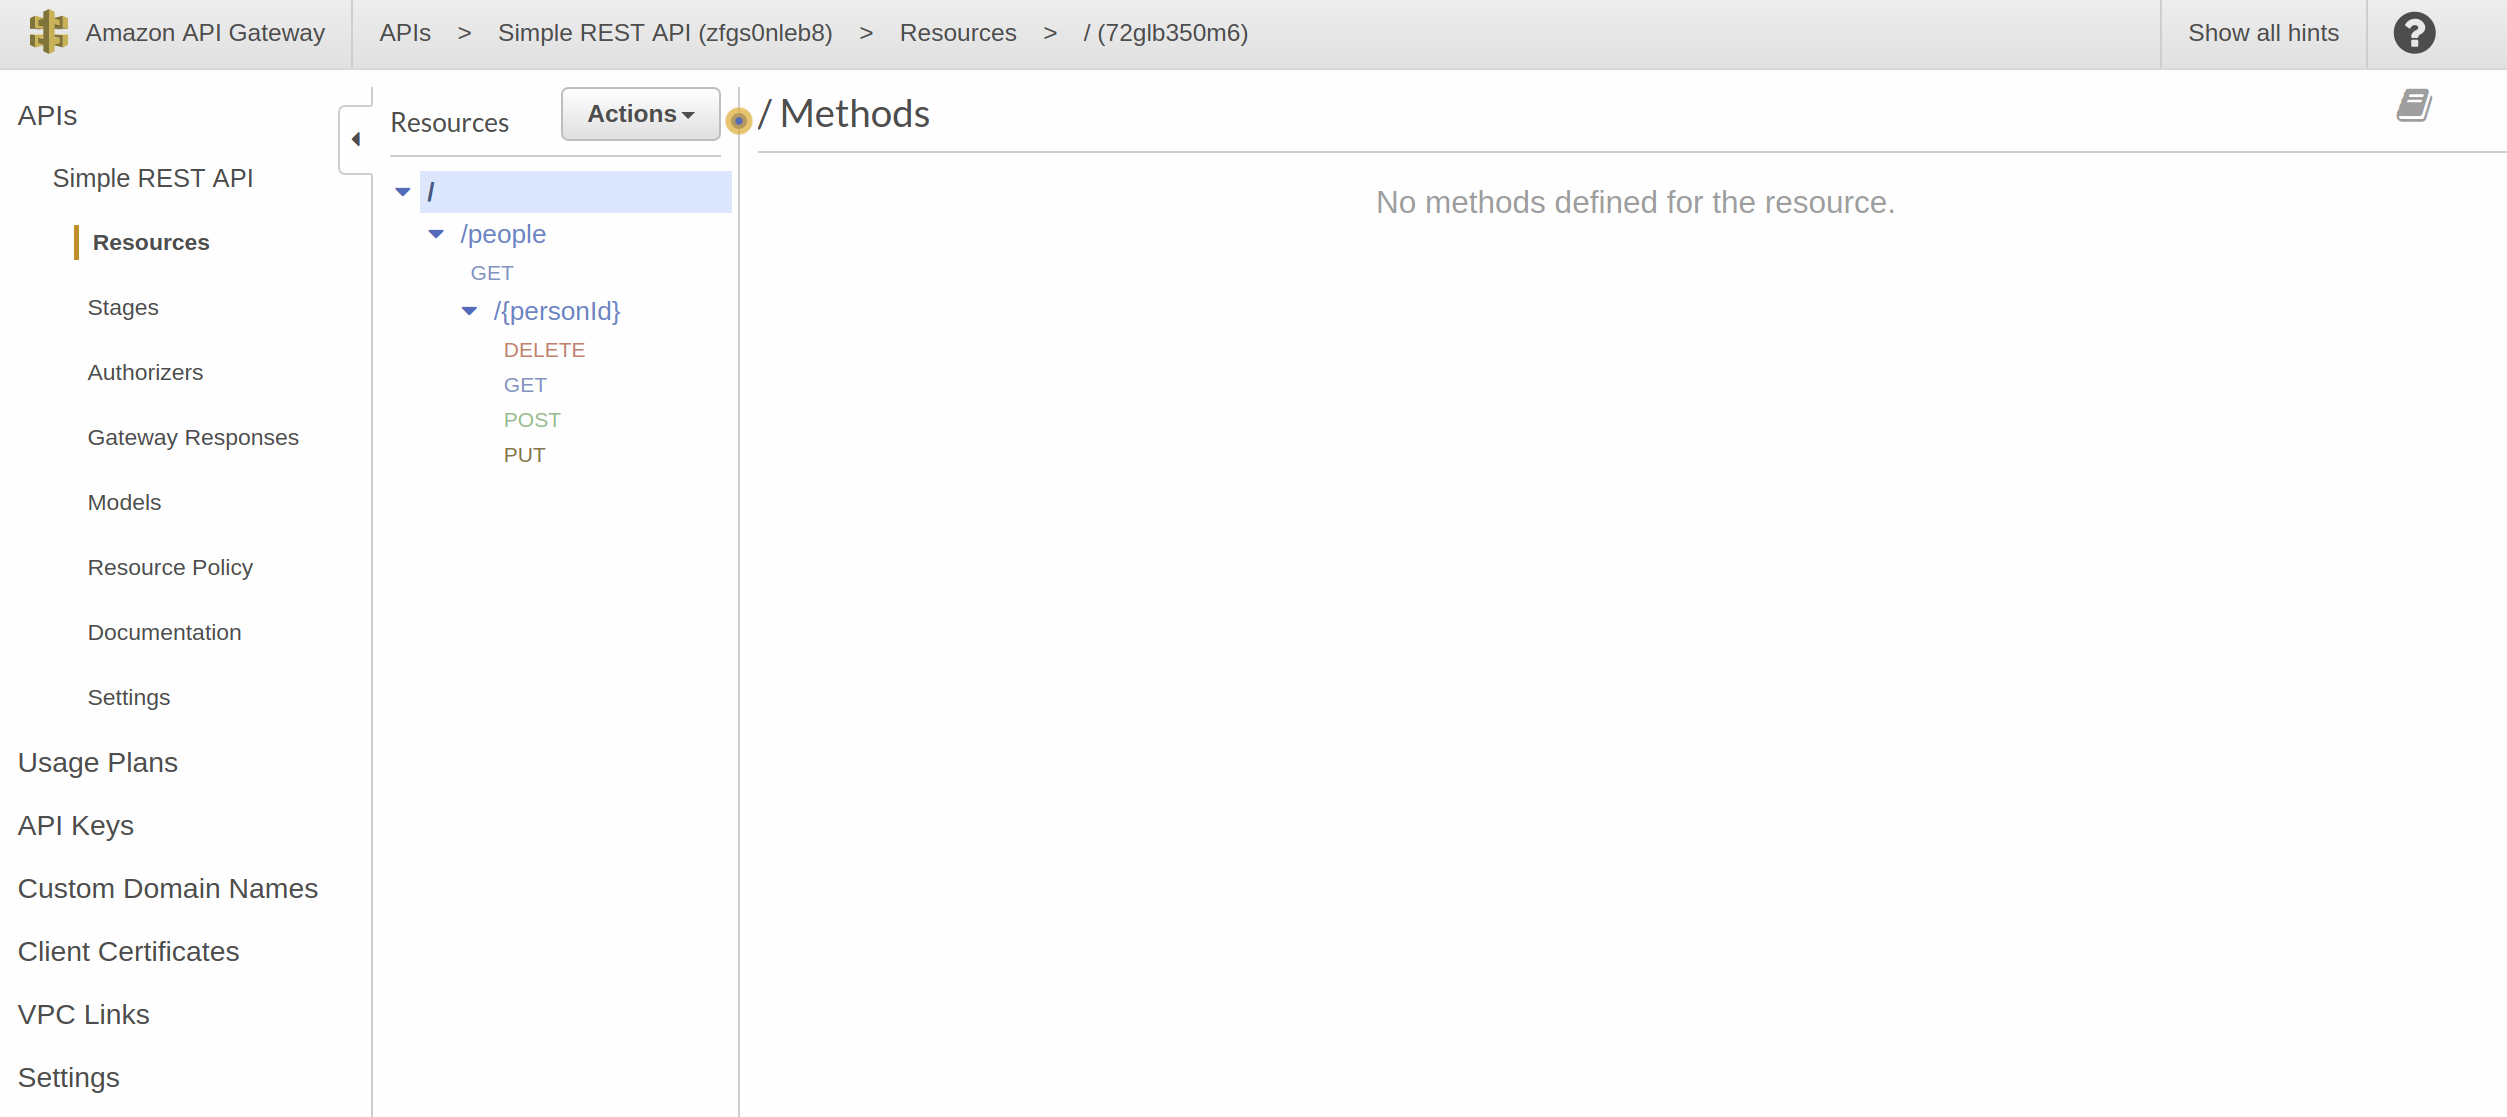 Amazon API Gateway
APIs > Simple REST API (zfgs0nleb8) > Resources > / (72glb350m6)
Show all hints
APIs
Simple REST API
Resources
Stages
Authorizers
Gateway Responses
Models
Resource Policy
Documentation
Settings
Usage Plans
API Keys
Custom Domain Names
Client Certificates
VPC Links
Settings
Resources
Actions
/
/people
GET
/{personId}
DELETE
GET
POST
PUT
/ Methods
No methods defined for the resource.